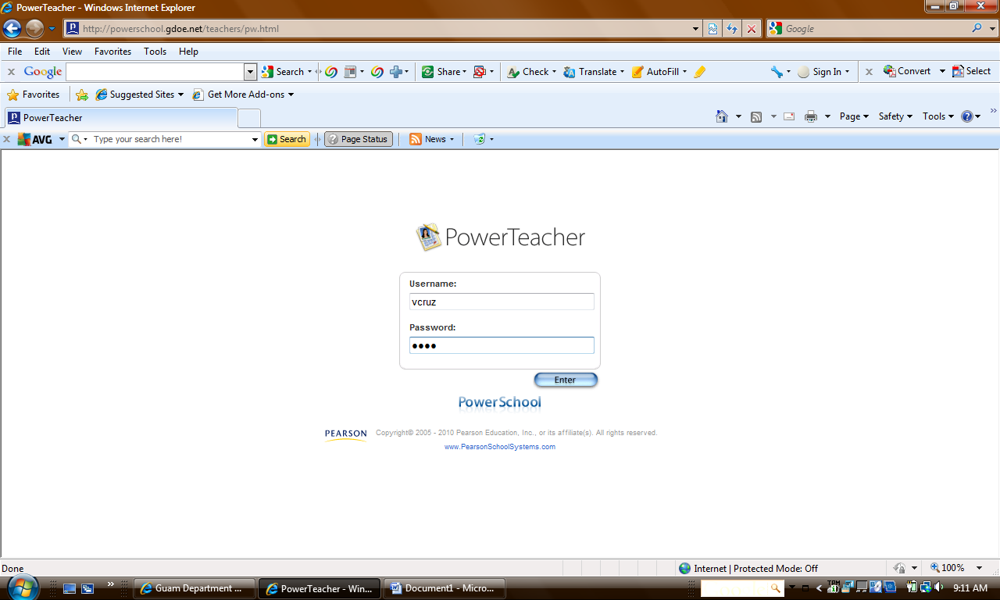 PowerTeacher - Windows Internet Explorer
http://powerschool.gdoe.net/teachers/pw.html
Google
File Edit View Favorites Tools Help
x Google Search Share Check Translate AutoFill Sign In x Convert Select
Favorites Suggested Sites Get More Add-ons
P PowerTeacher Page Safety Tools ? »
x AVG Type your search here! Search Page Status News
PowerTeacher
Username:
vcruz
Password:
●●●●
Enter
PowerSchool
PEARSON Copyright© 2005 - 2010 Pearson Education, Inc., or its affiliate(s). All rights reserved.
www.PearsonSchoolSystems.com
Done Internet | Protected Mode: Off 100%
» Guam Department ... PowerTeacher - Win... Document1 - Micro... TPM 9:11 AM